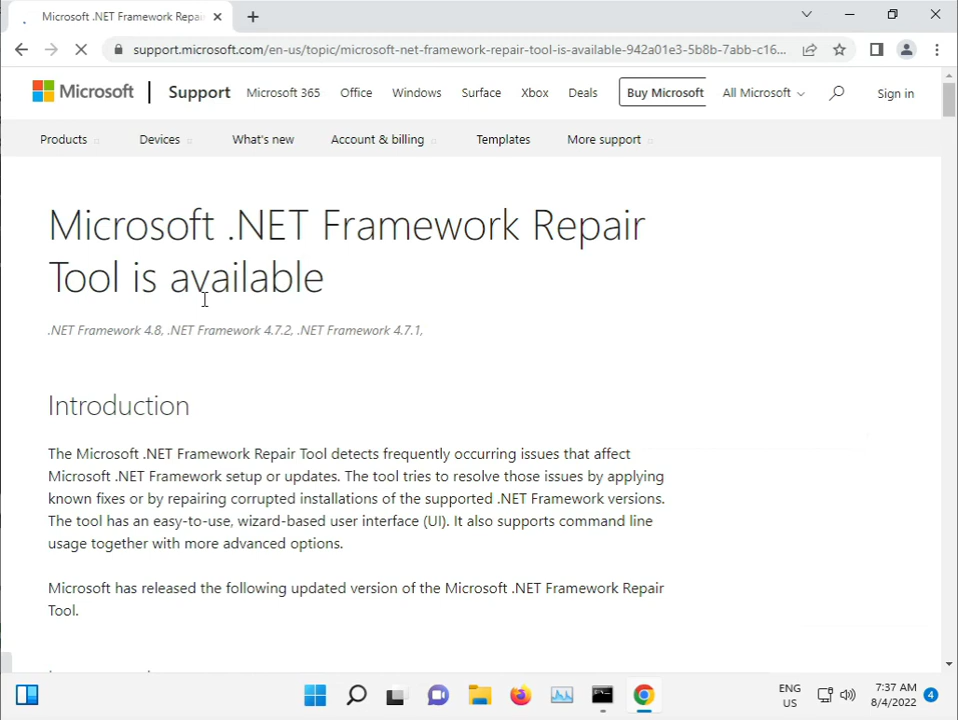 Microsoft .NET Framework Repair
support.microsoft.com/en-us/topic/microsoft-net-framework-repair-tool-is-available-942a01e3-5b8b-7abb-c16...
Microsoft | Support Microsoft 365 Office Windows Surface Xbox Deals Buy Microsoft All Microsoft Sign in
Products Devices What's new Account & billing Templates More support
Microsoft .NET Framework Repair
Tool is available
.NET Framework 4.8, .NET Framework 4.7.2, .NET Framework 4.7.1,
Introduction
The Microsoft .NET Framework Repair Tool detects frequently occurring issues that affect
Microsoft .NET Framework setup or updates. The tool tries to resolve those issues by applying
known fixes or by repairing corrupted installations of the supported .NET Framework versions.
The tool has an easy-to-use, wizard-based user interface (UI). It also supports command line
usage together with more advanced options.
Microsoft has released the following updated version of the Microsoft .NET Framework Repair
Tool.
ENG
US
7:37 AM
8/4/2022
4